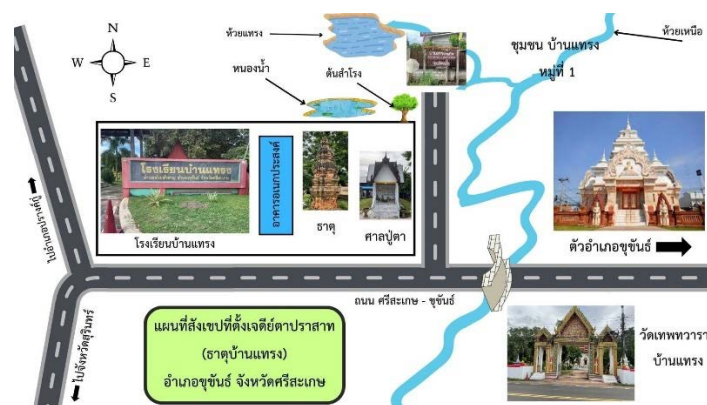 N
W E
S
ห้วยแทรง
หนองน้ำ
ต้นสำโรง
ชุมชน บ้านแทรง
หมู่ที่ 1
ห้วยเหนือ
โรงเรียนบ้านแทรง
อาคารอเนกประสงค์
ธาตุ
ศาลปู่ตา
โรงเรียนบ้านแทรง
ตัวอำเภอขุขันธ์
ไปอำเภอปรางค์กู่
ไปจังหวัดสุรินทร์
ถนน ศรีสะเกษ - ขุขันธ์
แผนที่สังเขปที่ตั้งเจดีย์ตาปราสาท
(ธาตุบ้านแทรง)
อำเภอขุขันธ์ จังหวัดศรีสะเกษ
วัดเทพทวารา
บ้านแทรง